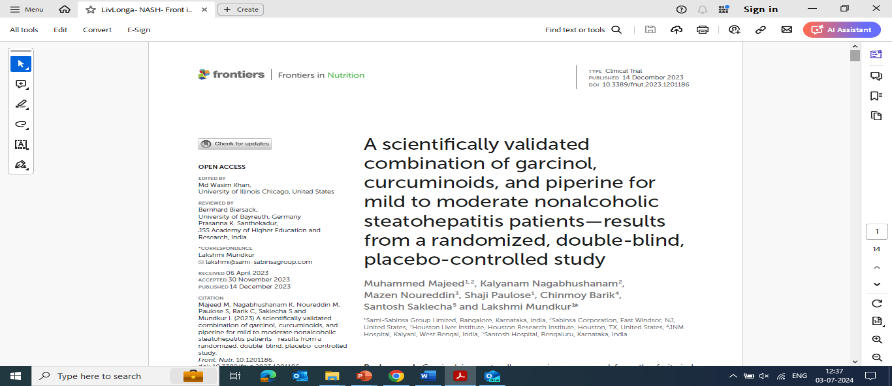 Menu
LivLonga- NASH- Front i...
Create
Sign in
All tools
Edit
Convert
E-Sign
Find text or tools
AI Assistant
frontiers
Frontiers in Nutrition
TYPE Clinical Trial
PUBLISHED 14 December 2023
DOI 10.3389/fnut.2023.1201186
Check for updates
OPEN ACCESS
EDITED BY
Md Wasim Khan,
University of Illinois Chicago, United States
REVIEWED BY
Bernhard Biersack,
University of Bayreuth, Germany
Prasanna K. Santhekadur,
JSS Academy of Higher Education and
Research, India
*CORRESPONDENCE
Lakshmi Mundkur
lakshmi@sami-sabinsagroup.com
RECEIVED 06 April 2023
ACCEPTED 30 November 2023
PUBLISHED 14 December 2023
CITATION
Majeed M, Nagabhushanam K, Noureddin M,
Paulose S, Barik C, Saklecha S and
Mundkur L (2023) A scientifically validated
combination of garcinol, curcuminoids, and
piperine for mild to moderate nonalcoholic
steatohepatitis patients—results from a
randomized, double-blind, placebo-controlled
study.
Front. Nutr. 10:1201186.
doi: 10.3389/fnut.2023.1201186
A scientifically validated
combination of garcinol,
curcuminoids, and piperine for
mild to moderate nonalcoholic
steatohepatitis patients—results
from a randomized, double-blind,
placebo-controlled study
Muhammed Majeed¹,², Kalyanam Nagabhushanam²,
Mazen Noureddin³, Shaji Paulose¹, Chinmoy Barik⁴,
Santosh Saklecha⁵ and Lakshmi Mundkur¹*
¹Sami-Sabinsa Group Limited, Bangalore, Karnataka, India, ²Sabinsa Corporation, East Windsor, NJ,
United States, ³Houston Liver Institute, Houston Research Institute, Houston, TX, United States, ⁴JNM
Hospital, Kalyani, West Bengal, India, ⁵Santosh Hospital, Bengaluru, Karnataka, India
1
14
Type here to search
ENG
12:37
03-07-2024